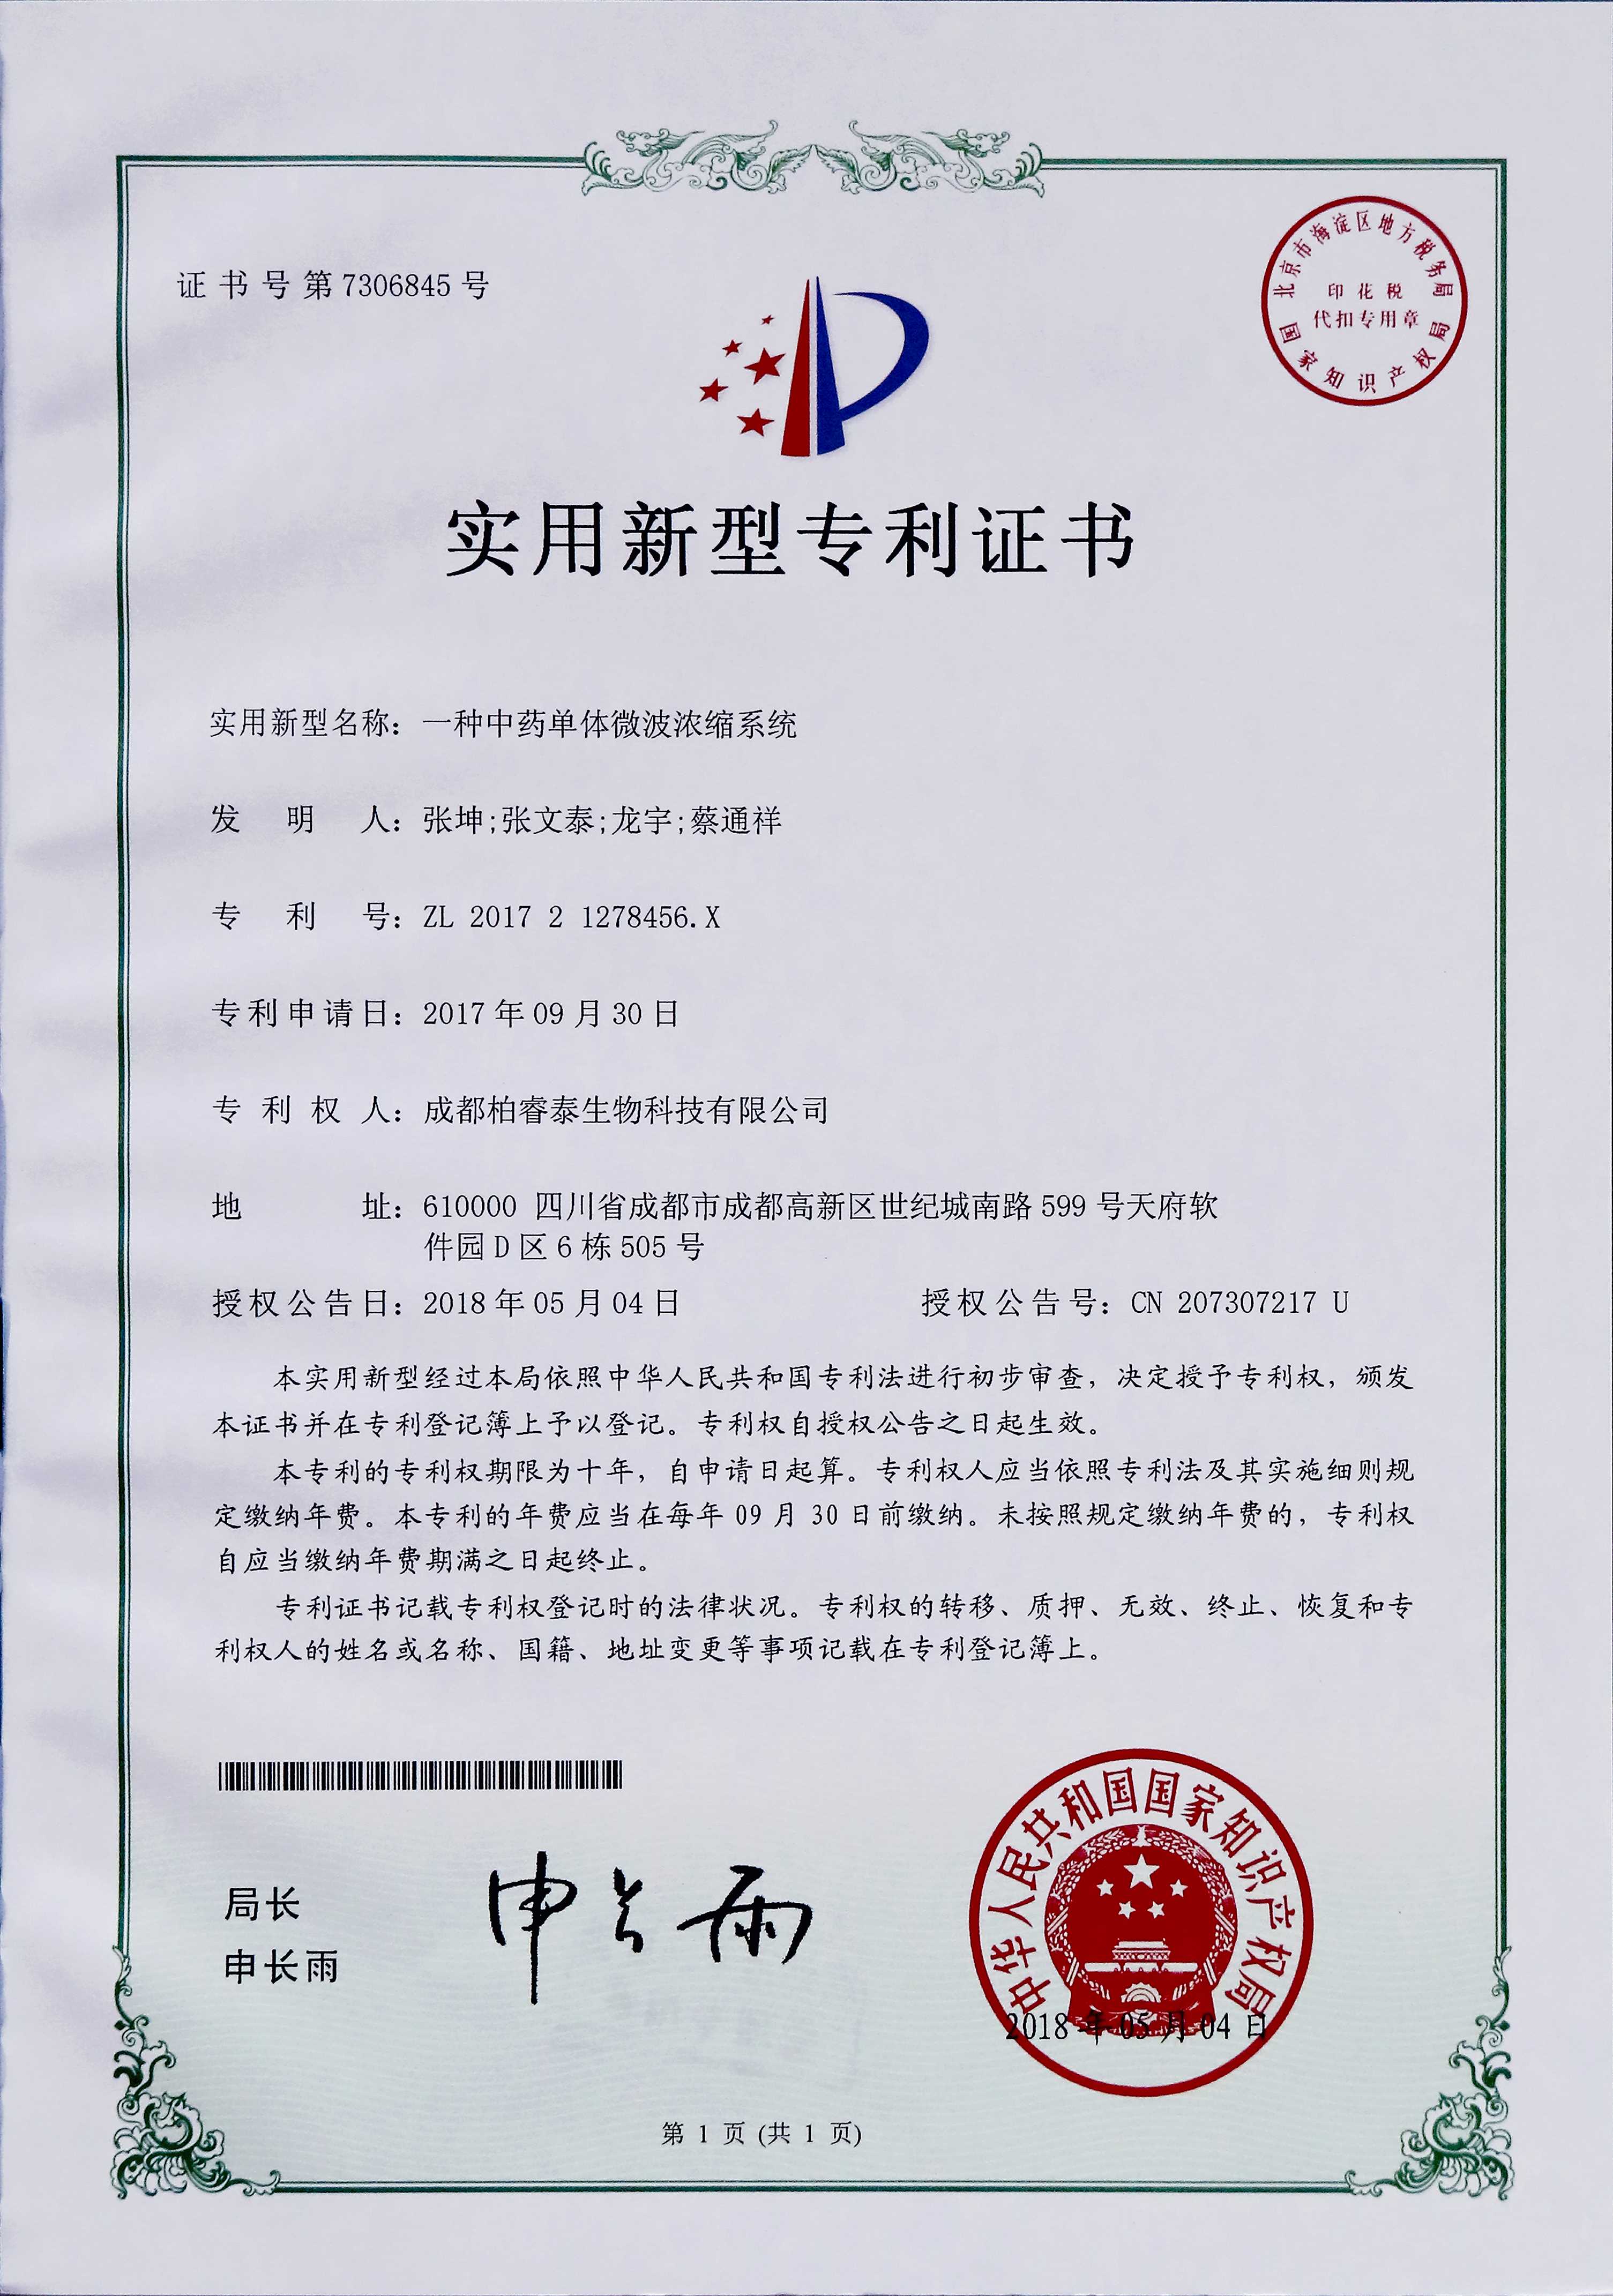 证书号第7306845号
北京市海淀区地方税务局
印花税
代扣专用章
国家知识产权局
实用新型专利证书
实用新型名称：一种中药单体微波浓缩系统
发明人：张坤;张文泰;龙宇;蔡通祥
专利号：ZL 2017 2 1278456.X
专利申请日：2017年09月30日
专利权人：成都柏睿泰生物科技有限公司
地址：610000 四川省成都市成都高新区世纪城南路599号天府软
件园D区6栋505号
授权公告日：2018年05月04日 授权公告号：CN 207307217 U
本实用新型经过本局依照中华人民共和国专利法进行初步审查，决定授予专利权，颁发
本证书并在专利登记簿上予以登记。专利权自授权公告之日起生效。
本专利的专利权期限为十年，自申请日起算。专利权人应当依照专利法及其实施细则规
定缴纳年费。本专利的年费应当在每年09月30日前缴纳。未按照规定缴纳年费的，专利权
自应当缴纳年费期满之日起终止。
专利证书记载专利权登记时的法律状况。专利权的转移、质押、无效、终止、恢复和专
利权人的姓名或名称、国籍、地址变更等事项记载在专利登记簿上。
局长
申长雨
申长雨
中华人民共和国国家知识产权局
2018年05月04日
第1页(共1页)